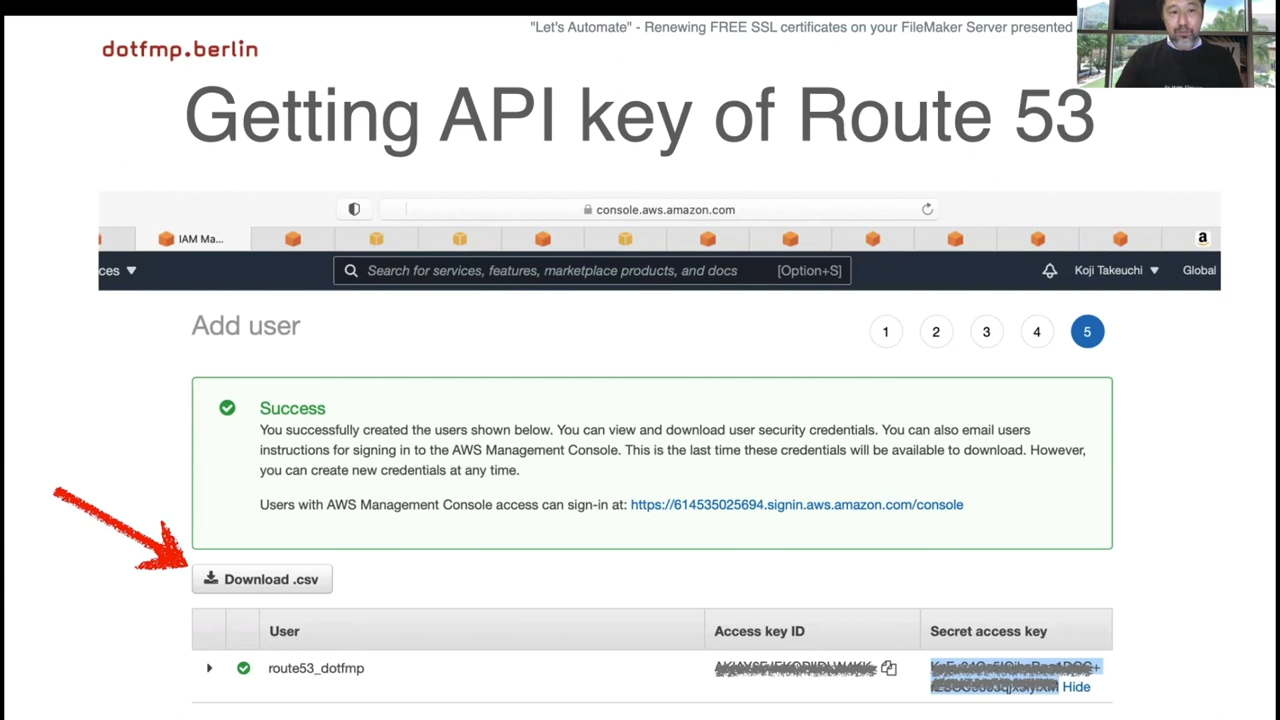 "Let's Automate" - Renewing FREE SSL certificates on your FileMaker Server presented
dotfmp.berlin
Getting API key of Route 53
console.aws.amazon.com
IAM Ma...
a
ces
Search for services, features, marketplace products, and docs [Option+S]
Koji Takeuchi
Global
Add user
1 2 3 4 5
Success
You successfully created the users shown below. You can view and download user security credentials. You can also email users
instructions for signing in to the AWS Management Console. This is the last time these credentials will be available to download. However,
you can create new credentials at any time.
Users with AWS Management Console access can sign-in at: https://614535025694.signin.aws.amazon.com/console
Download .csv
User Access key ID Secret access key
route53_dotfmp
Hide